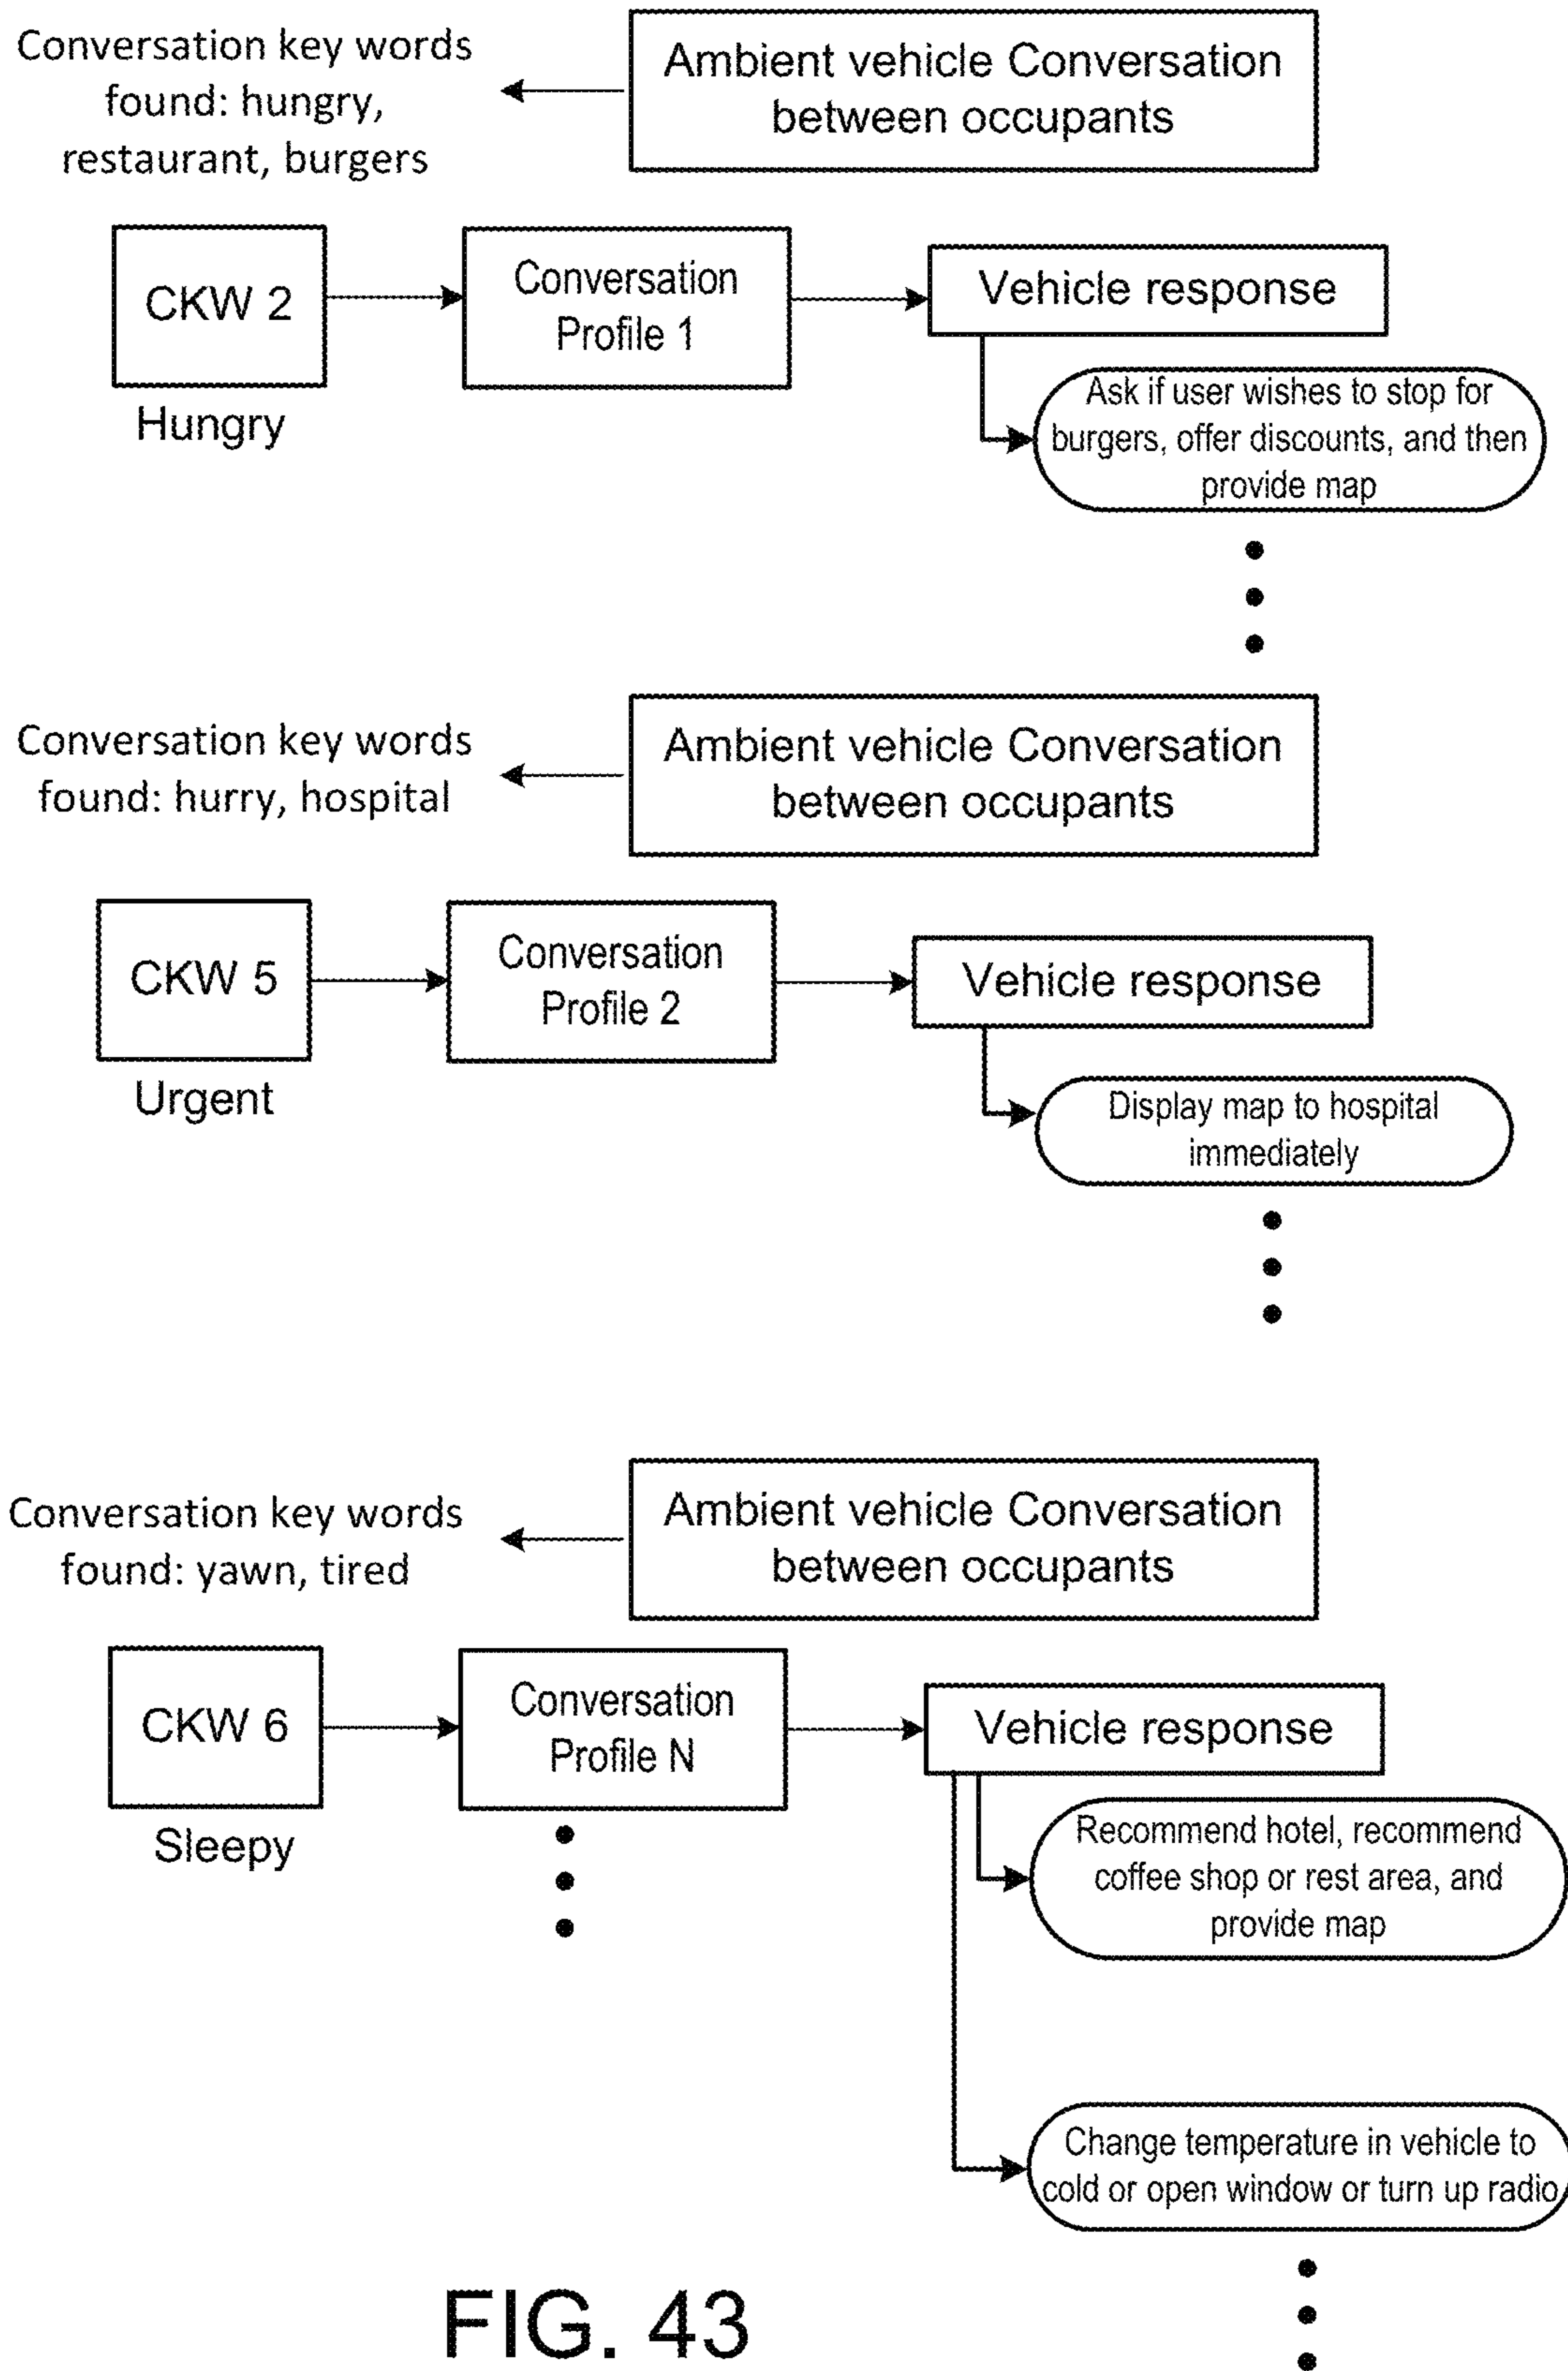 Conversation key words
found: hungry,
restaurant, burgers
Ambient vehicle Conversation
between occupants
CKW 2
Hungry
Conversation
Profile 1
Vehicle response
Ask if user wishes to stop for
burgers, offer discounts, and then
provide map
Conversation key words
found: hurry, hospital
Ambient vehicle Conversation
between occupants
CKW 5
Urgent
Conversation
Profile 2
Vehicle response
Display map to hospital
immediately
Conversation key words
found: yawn, tired
Ambient vehicle Conversation
between occupants
CKW 6
Sleepy
Conversation
Profile N
Vehicle response
Recommend hotel, recommend
coffee shop or rest area, and
provide map
Change temperature in vehicle to
cold or open window or turn up radio
FIG. 43